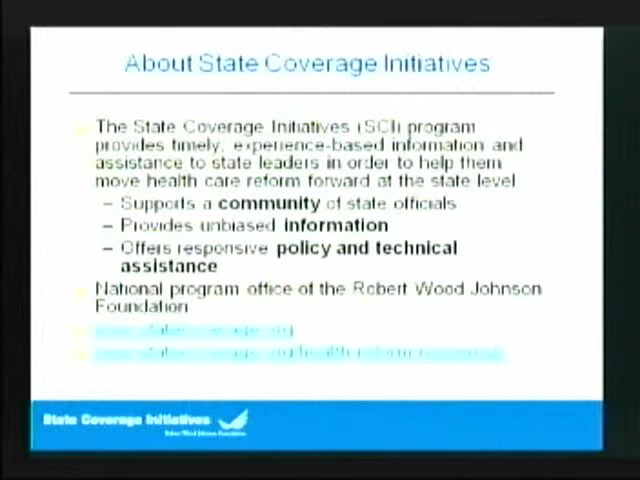 About State Coverage Initiatives
The State Coverage Initiatives (SCI) program
provides timely, experience-based information and
assistance to state leaders in order to help them
move health care reform forward at the state level
– Supports a community of state officials
– Provides unbiased information
– Offers responsive policy and technical
assistance
National program office of the Robert Wood Johnson
Foundation
State Coverage Initiatives